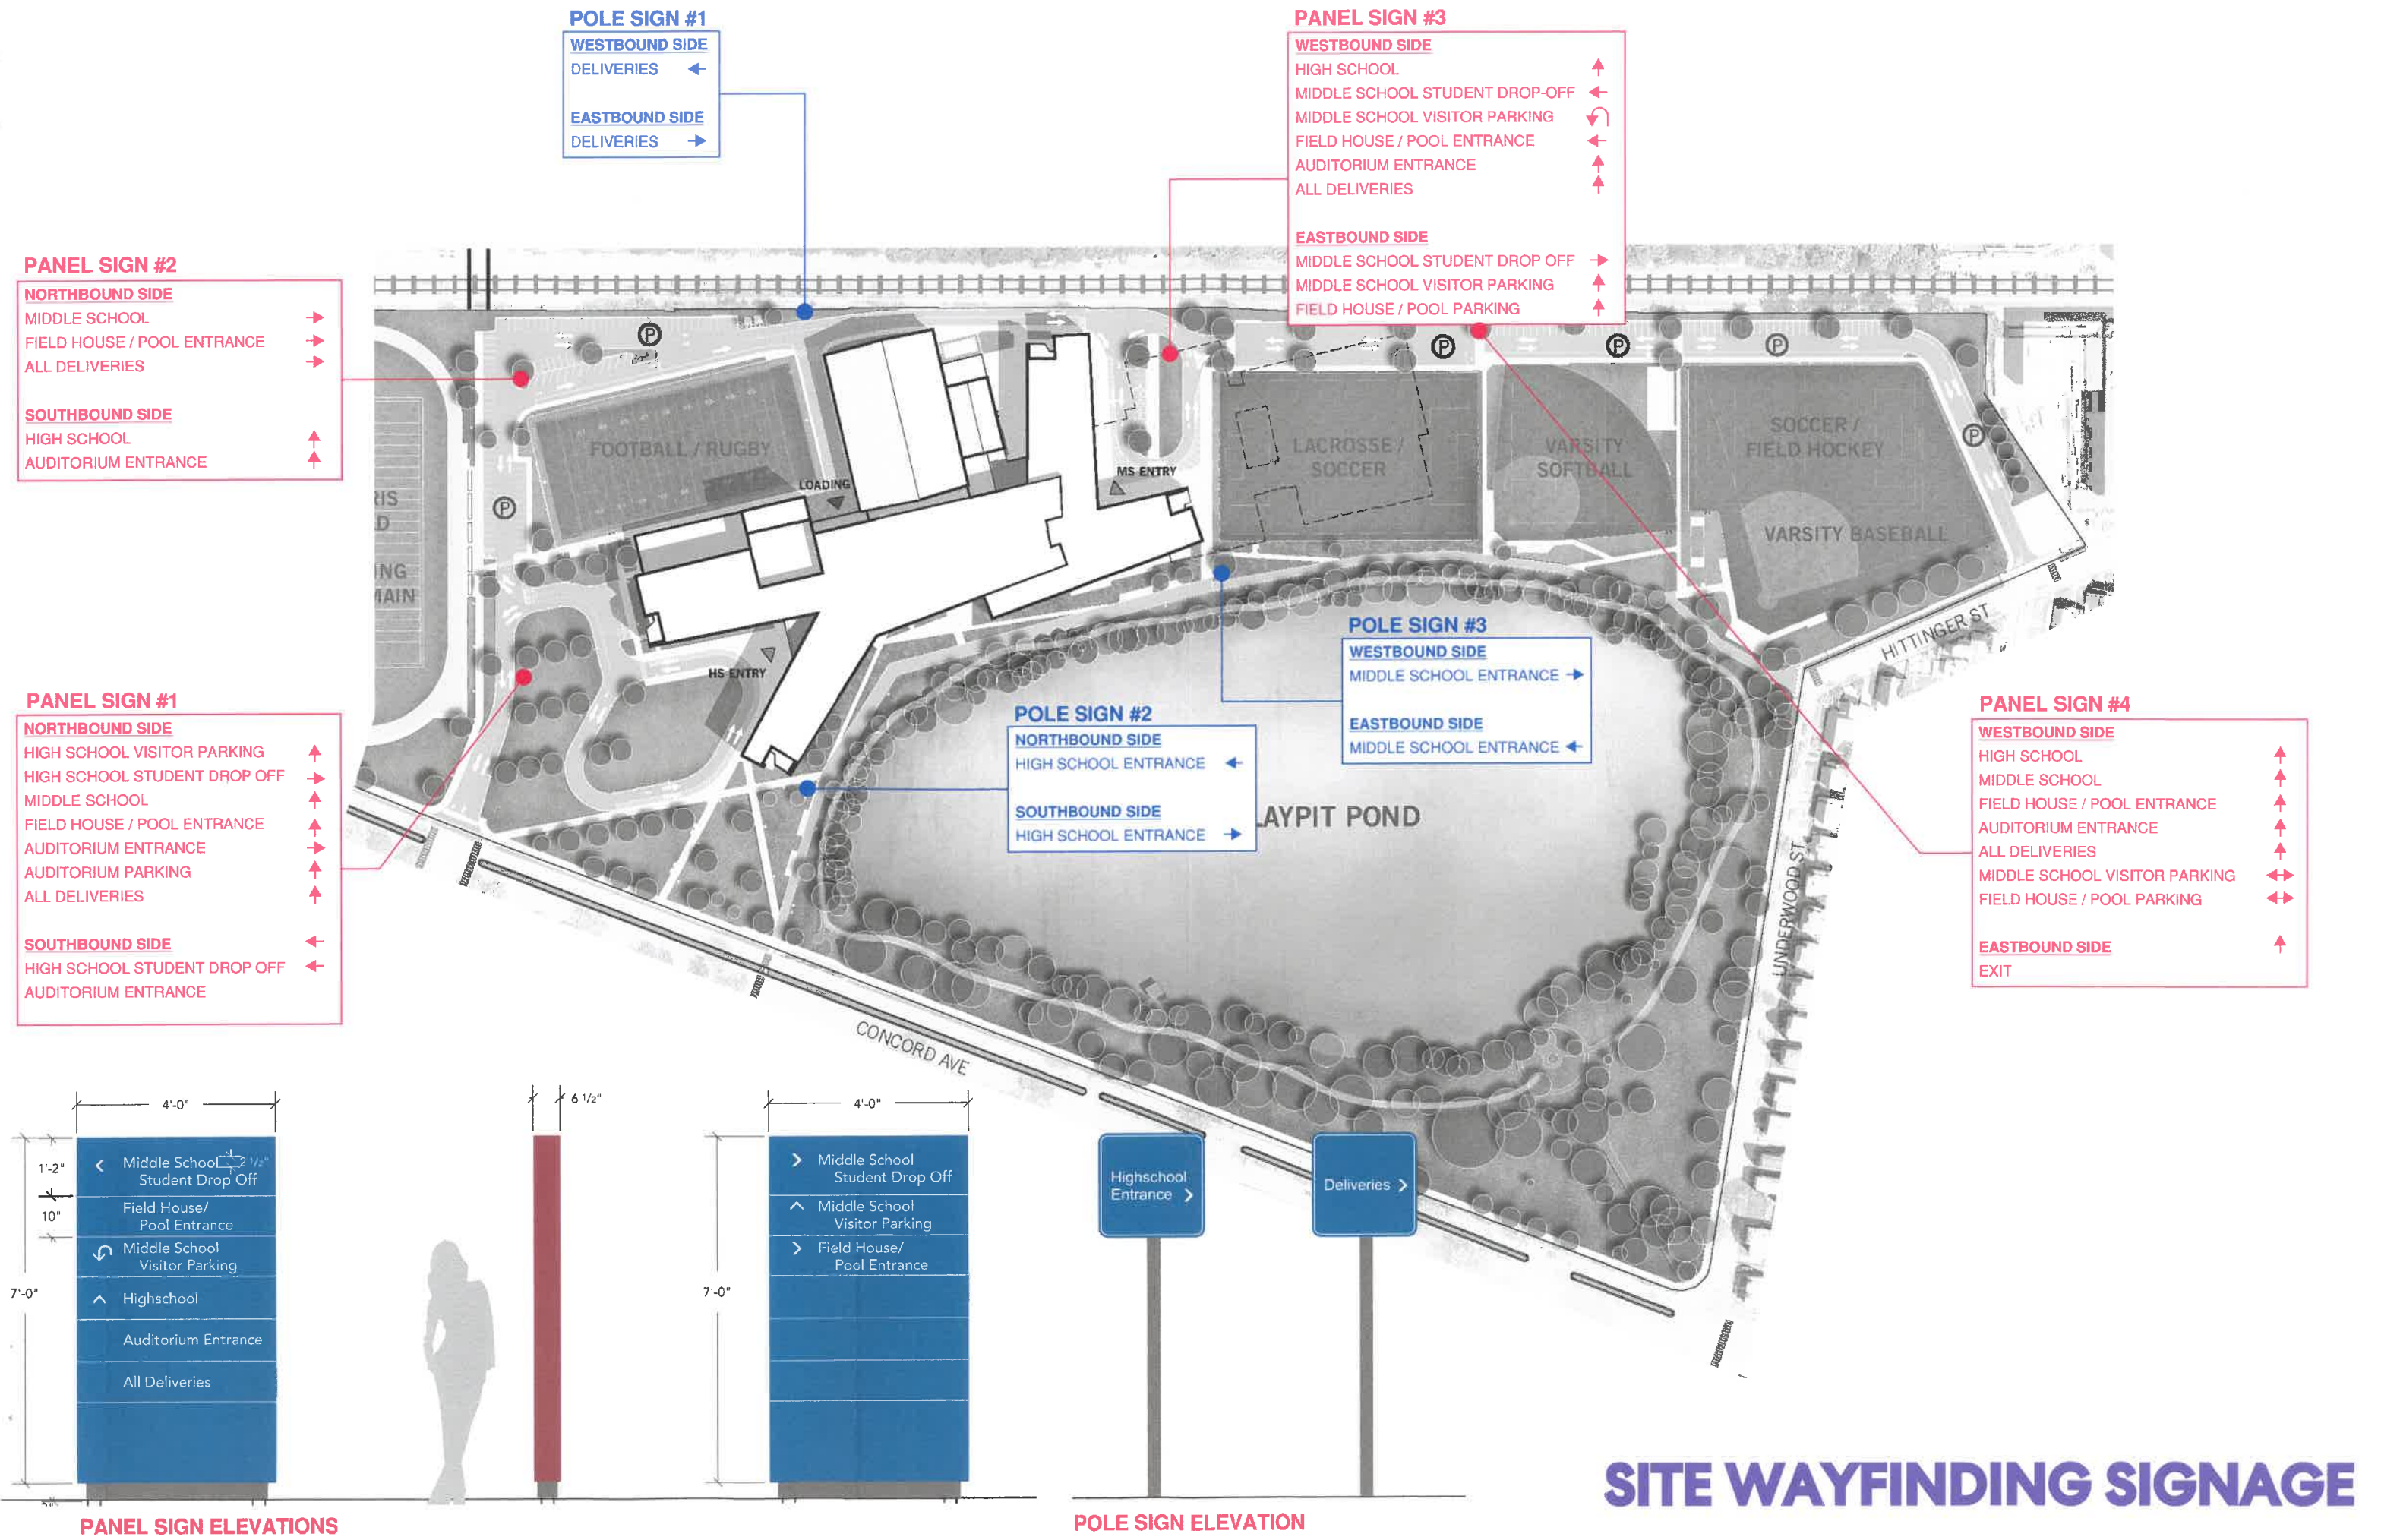 POLE SIGN #1
WESTBOUND SIDE
DELIVERIES ←
EASTBOUND SIDE
DELIVERIES →
PANEL SIGN #3
WESTBOUND SIDE
HIGH SCHOOL ↑
MIDDLE SCHOOL STUDENT DROP-OFF ←
MIDDLE SCHOOL VISITOR PARKING ↶
FIELD HOUSE / POOL ENTRANCE ←
AUDITORIUM ENTRANCE ↑
ALL DELIVERIES ↑
EASTBOUND SIDE
MIDDLE SCHOOL STUDENT DROP OFF →
MIDDLE SCHOOL VISITOR PARKING ↑
FIELD HOUSE / POOL PARKING ↑
PANEL SIGN #2
NORTHBOUND SIDE
MIDDLE SCHOOL →
FIELD HOUSE / POOL ENTRANCE →
ALL DELIVERIES →
SOUTHBOUND SIDE
HIGH SCHOOL ↑
AUDITORIUM ENTRANCE ↑
P
P
P
P
P
P
FOOTBALL / RUGBY
LOADING
MS ENTRY
LACROSSE /
SOCCER
VARSITY
SOFTBALL
SOCCER /
FIELD HOCKEY
VARSITY BASEBALL
HS ENTRY
HITTINGER ST
UNDERWOOD ST
CONCORD AVE
LAYPIT POND
PANEL SIGN #1
NORTHBOUND SIDE
HIGH SCHOOL VISITOR PARKING ↑
HIGH SCHOOL STUDENT DROP OFF →
MIDDLE SCHOOL ↑
FIELD HOUSE / POOL ENTRANCE ↑
AUDITORIUM ENTRANCE →
AUDITORIUM PARKING ↑
ALL DELIVERIES ↑
SOUTHBOUND SIDE ←
HIGH SCHOOL STUDENT DROP OFF ←
AUDITORIUM ENTRANCE
POLE SIGN #2
NORTHBOUND SIDE
HIGH SCHOOL ENTRANCE ←
SOUTHBOUND SIDE
HIGH SCHOOL ENTRANCE →
POLE SIGN #3
WESTBOUND SIDE
MIDDLE SCHOOL ENTRANCE →
EASTBOUND SIDE
MIDDLE SCHOOL ENTRANCE ←
PANEL SIGN #4
WESTBOUND SIDE
HIGH SCHOOL ↑
MIDDLE SCHOOL ↑
FIELD HOUSE / POOL ENTRANCE ↑
AUDITORIUM ENTRANCE ↑
ALL DELIVERIES ↑
MIDDLE SCHOOL VISITOR PARKING ↔
FIELD HOUSE / POOL PARKING ↔
EASTBOUND SIDE ↑
EXIT
4'-0"
1'-2"
10"
7'-0"
< Middle School 2 1/2"
Student Drop Off
Field House/
Pool Entrance
Middle School
Visitor Parking
Highschool
Auditorium Entrance
All Deliveries
6 1/2"
4'-0"
7'-0"
> Middle School
Student Drop Off
Middle School
Visitor Parking
> Field House/
Pool Entrance
PANEL SIGN ELEVATIONS
Highschool
Entrance >
Deliveries >
POLE SIGN ELEVATION
SITE WAYFINDING SIGNAGE